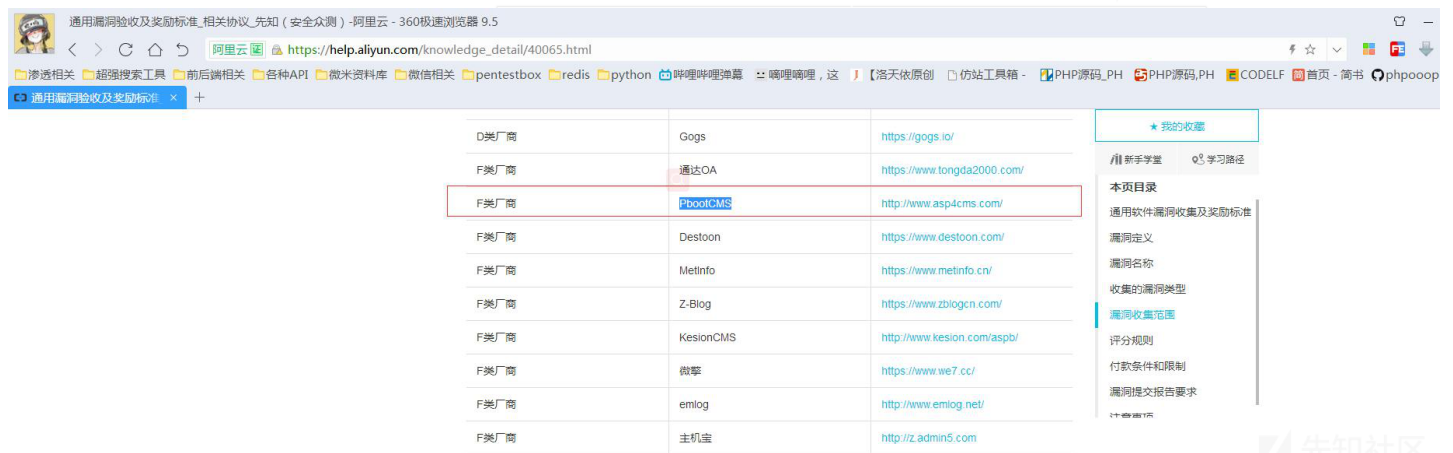 通用漏洞验收及奖励标准_相关协议_先知（安全众测）-阿里云 - 360极速浏览器 9.5
阿里云 证 https://help.aliyun.com/knowledge_detail/40065.html
渗透相关 超强搜索工具 前后端相关 各种API 微米资料库 微信相关 pentestbox redis python 哔哩哔哩弹幕 嘀哩嘀哩，这 【洛天依原创 仿站工具箱 - PHP源码_PH PHP源码,PH CODELF 首页 - 简书 phpooop
通用漏洞验收及奖励标准 × +
D类厂商 Gogs https://gogs.io/
F类厂商 通达OA https://www.tongda2000.com/
F类厂商 PbootCMS http://www.asp4cms.com/
F类厂商 Destoon https://www.destoon.com/
F类厂商 MetInfo https://www.metinfo.cn/
F类厂商 Z-Blog https://www.zblogcn.com/
F类厂商 KesionCMS http://www.kesion.com/aspb/
F类厂商 微擎 https://www.we7.cc/
F类厂商 emlog http://www.emlog.net/
F类厂商 主机宝 http://z.admin5.com
★ 我的收藏
新手学堂 学习路径
本页目录
通用软件漏洞收集及奖励标准
漏洞定义
漏洞名称
收集的漏洞类型
漏洞收集范围
评分规则
付款条件和限制
漏洞提交报告要求
注意事项
先知社区